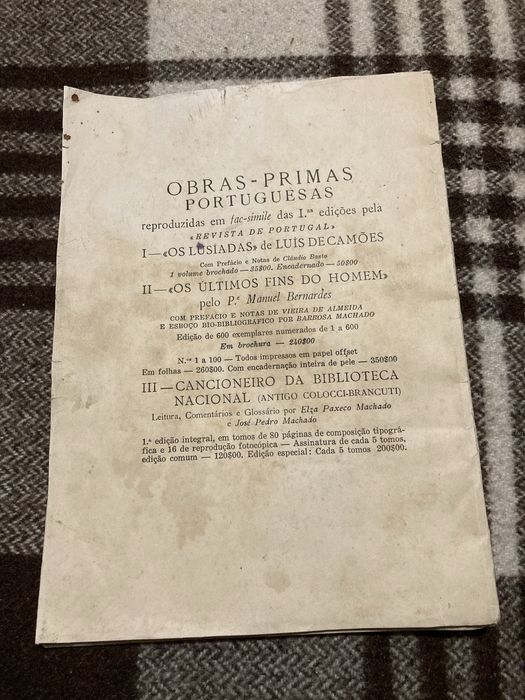 OBRAS-PRIMAS
PORTUGUESAS
reproduzidas em fac-simile das I.as edições pela
«REVISTA DE PORTUGAL»
I—«OS LUSIADAS» de LUIS DE CAMÕES
Com Prefácio e Notas de Cláudio Basto
1 volume brochado — 35$00. Encadernado — 50$00
II—«OS ÚLTIMOS FINS DO HOMEM»
pelo P.e Manuel Bernardes
COM PREFÁCIO E NOTAS DE VIEIRA DE ALMEIDA
E ESBOÇO BIO-BIBLIOGRÁFICO POR BARBOSA MACHADO
Edição de 600 exemplares numerados de 1 a 600
Em brochura — 240$00
N.os 1 a 100 — Todos impressos em papel offset
Em folhas — 260$00. Com encadernação inteira de pele — 350$00
III—CANCIONEIRO DA BIBLIOTECA
NACIONAL (ANTIGO COLOCCI-BRANCUTI)
Leitura, Comentários e Glossário por Elza Paxeco Machado
e José Pedro Machado
1.a edição integral, em tomos de 80 páginas de composição tipográ-
fica e 16 de reprodução fotocópica — Assinatura de cada 5 tomos,
edição comum — 120$00. Edição especial: Cada 5 tomos 200$00.